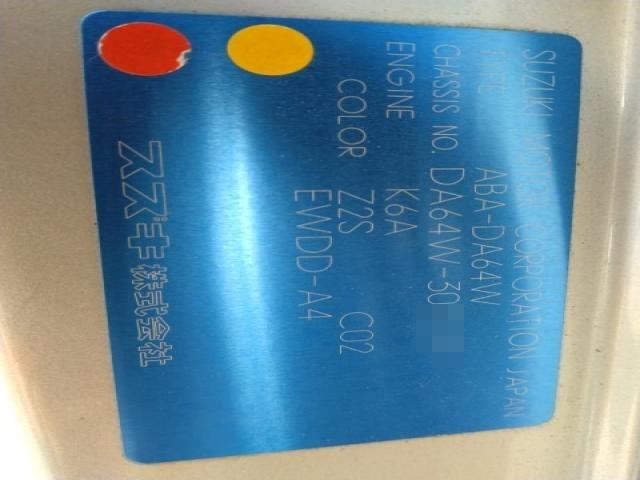 SUZUKI MOTOR CORPORATION JAPAN
TYPE ABA-DA64W
CHASSIS NO. DA64W-30
ENGINE K6A
COLOR Z2S C02
EWDD-A4
スズキ株式会社